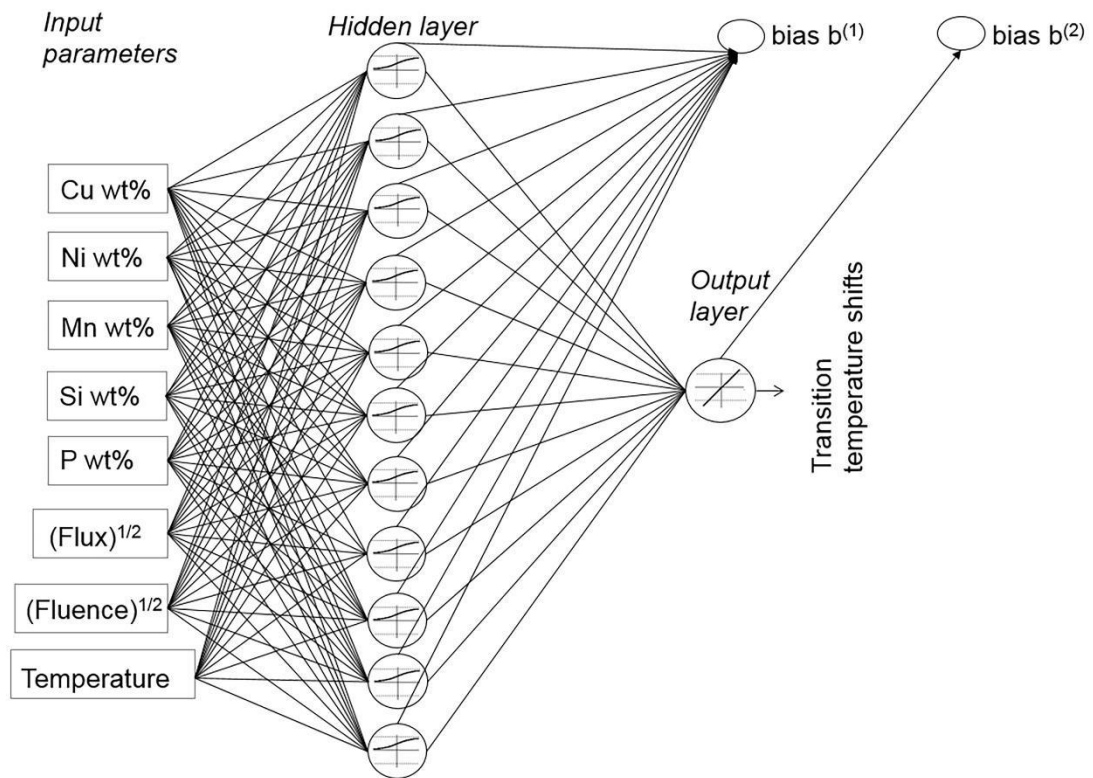 Input
parameters
Hidden layer
bias b⁽¹⁾
bias b⁽²⁾
Cu wt%
Ni wt%
Mn wt%
Si wt%
P wt%
(Flux)¹/²
(Fluence)¹/²
Temperature
Output
layer
Transition
temperature shifts